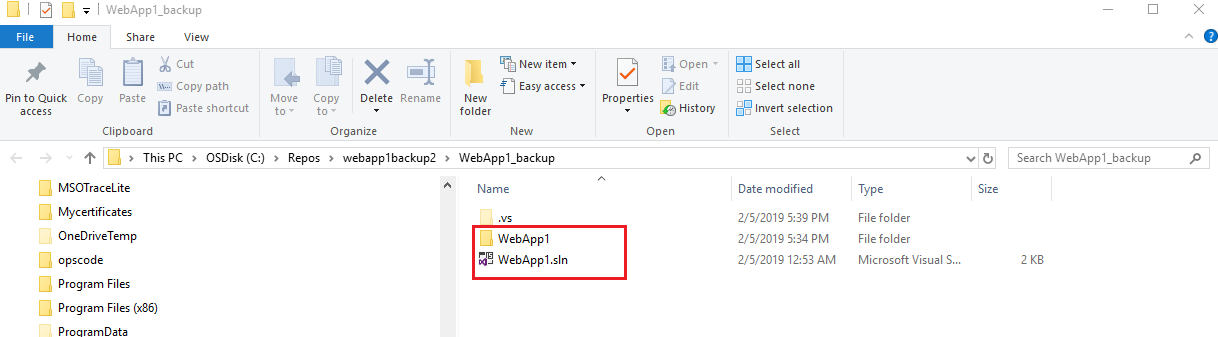 WebApp1_backup
File Home Share View
Pin to Quick access
Copy
Paste
Cut
Copy path
Paste shortcut
Clipboard
Move to
Copy to
Delete
Rename
Organize
New folder
New item
Easy access
New
Properties
Open
Edit
History
Open
Select all
Select none
Invert selection
Select
This PC > OSDisk (C:) > Repos > webapp1backup2 > WebApp1_backup
Search WebApp1_backup
MSOTraceLite
Mycertificates
OneDriveTemp
opscode
Program Files
Program Files (x86)
ProgramData
Name Date modified Type Size
.vs 2/5/2019 5:39 PM File folder
WebApp1 2/5/2019 5:34 PM File folder
WebApp1.sln 2/5/2019 12:53 AM Microsoft Visual S... 2 KB